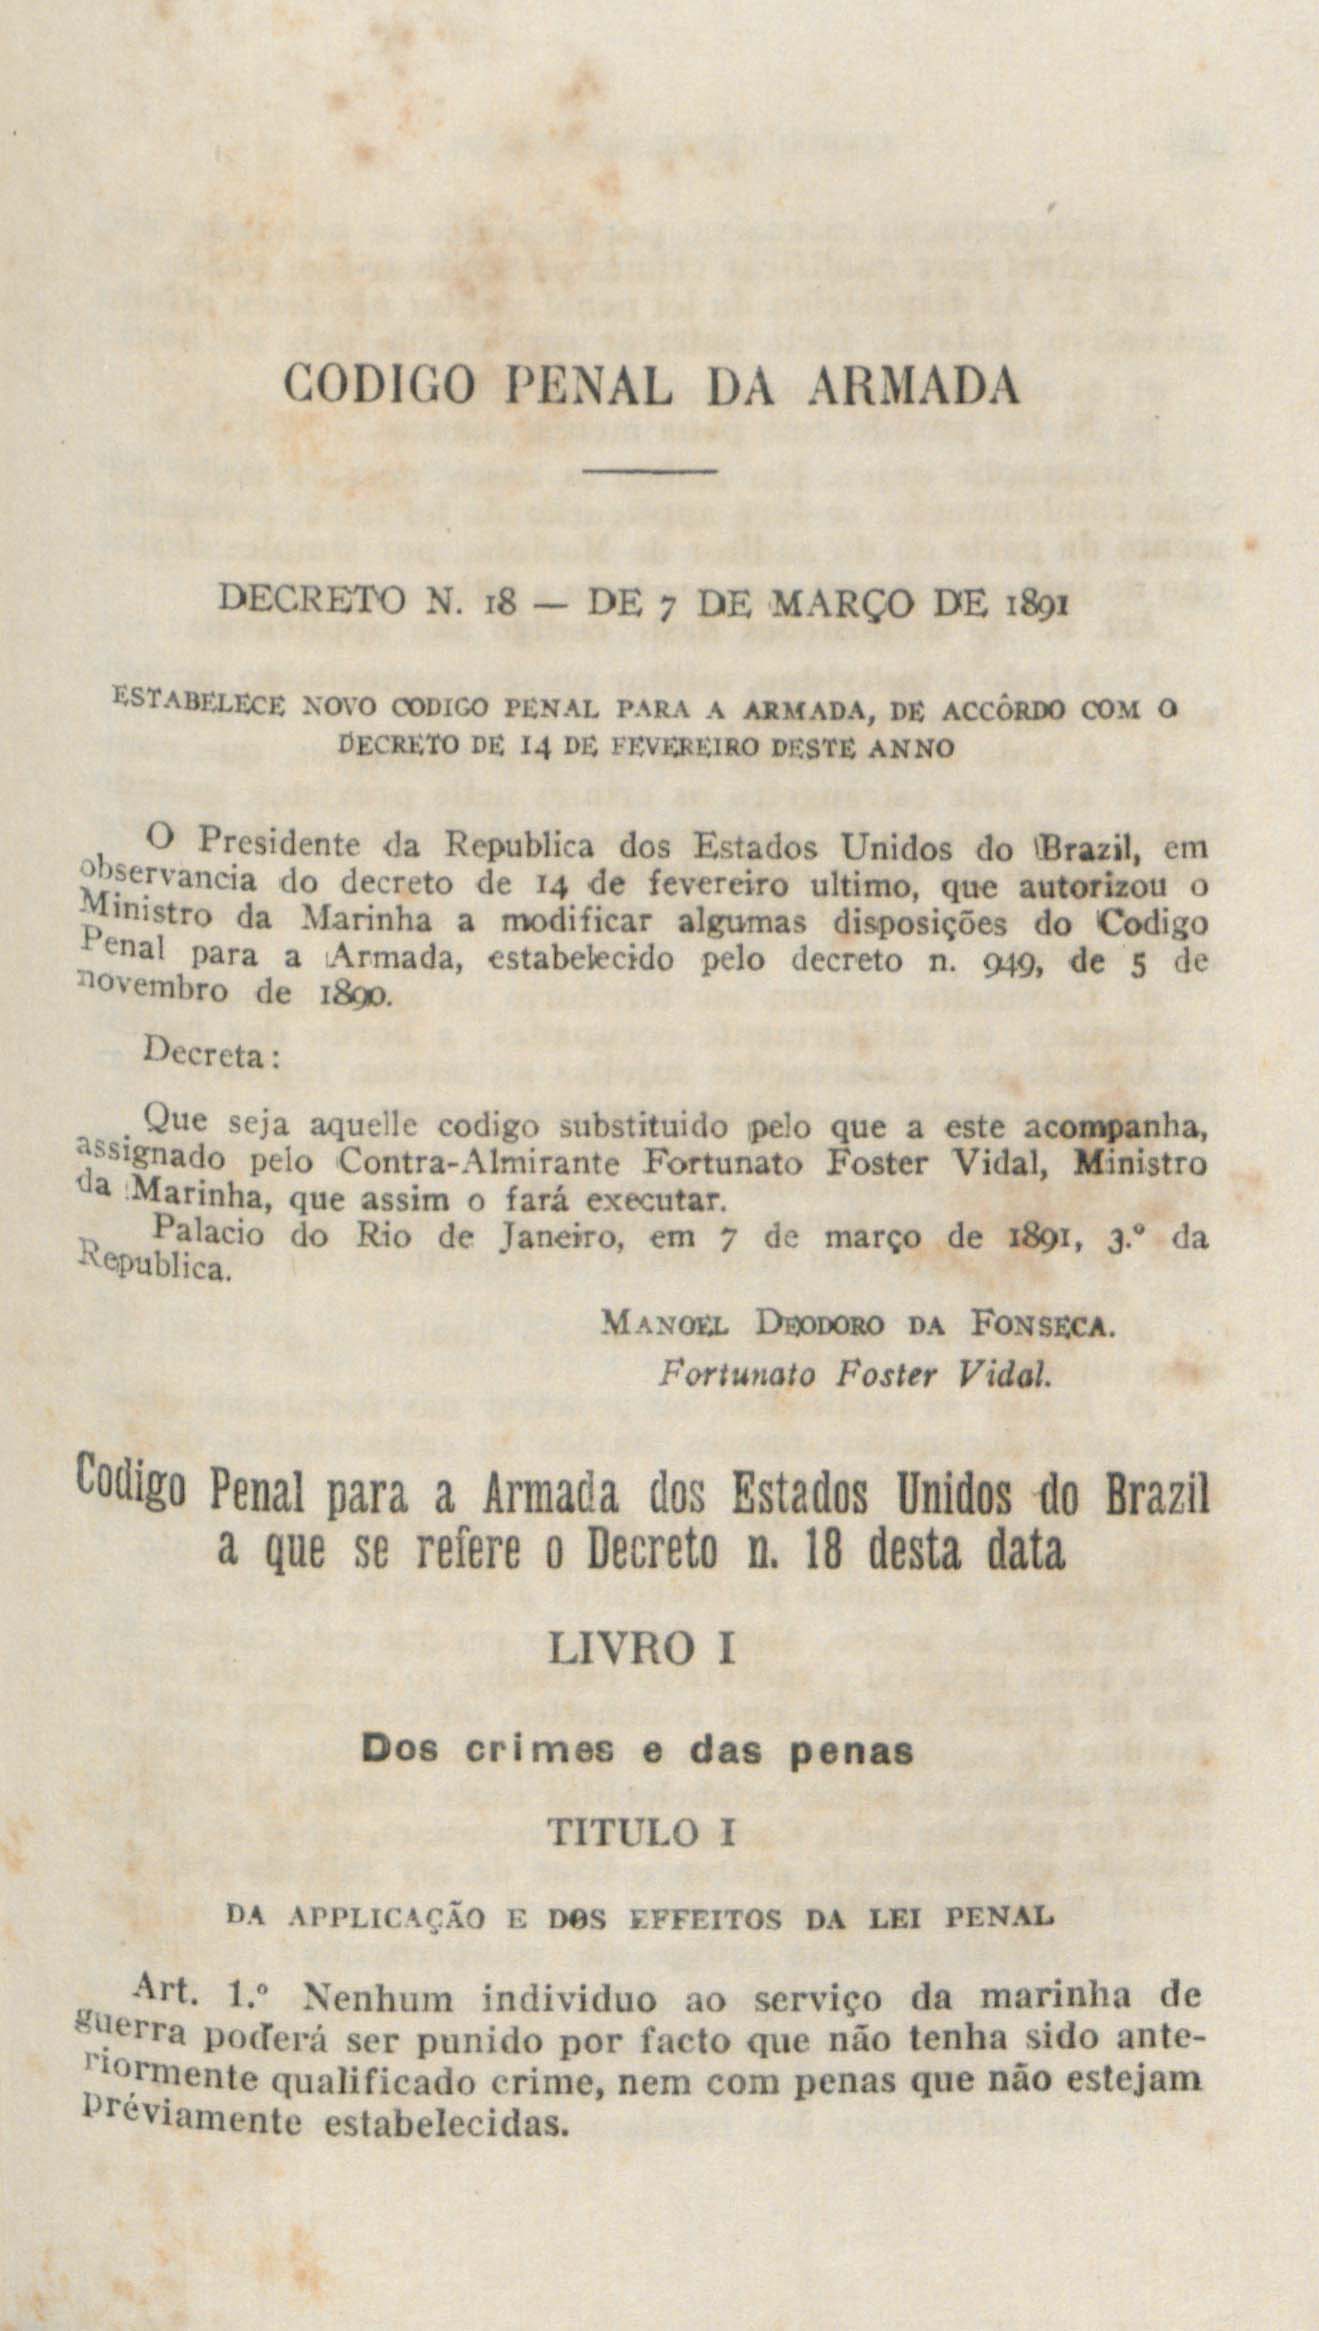 CODIGO PENAL DA ARMADA
DECRETO N. 18 — DE 7 DE MARÇO DE 1891
ESTABELECE NOVO CODIGO PENAL PARA A ARMADA, DE ACCÔRDO COM O
DECRETO DE 14 DE FEVEREIRO DESTE ANNO
O Presidente da Republica dos Estados Unidos do Brazil, em
observancia do decreto de 14 de fevereiro ultimo, que autorizou o
Ministro da Marinha a modificar algumas disposições do Codigo
Penal para a Armada, estabelecido pelo decreto n. 949, de 5 de
novembro de 1890.
Decreta:
Que seja aquelle codigo substituido pelo que a este acompanha,
assignado pelo Contra-Almirante Fortunato Foster Vidal, Ministro
da Marinha, que assim o fará executar.
Palacio do Rio de Janeiro, em 7 de março de 1891, 3.º da
Republica.
MANOEL DEODORO DA FONSECA.
Fortunato Foster Vidal.
Codigo Penal para a Armada dos Estados Unidos do Brazil
a que se refere o Decreto n. 18 desta data
LIVRO I
Dos crimes e das penas
TITULO I
DA APPLICAÇÃO E DOS EFFEITOS DA LEI PENAL
Art. 1.º Nenhum individuo ao serviço da marinha de
guerra poderá ser punido por facto que não tenha sido ante-
riormente qualificado crime, nem com penas que não estejam
préviamente estabelecidas.